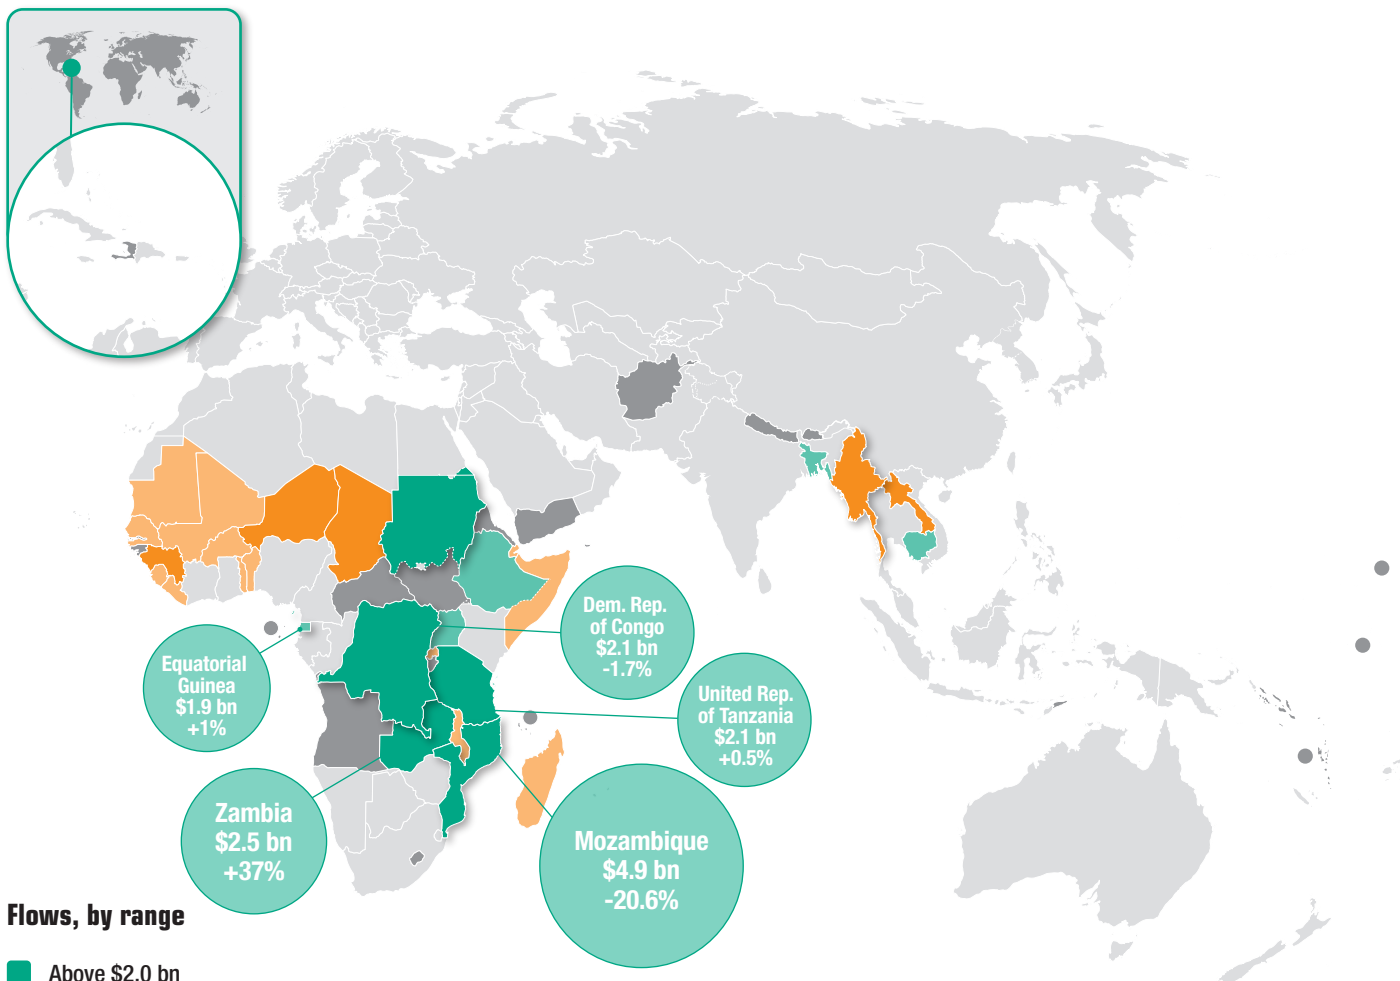 Dem. Rep.
of Congo
$2.1 bn
-1.7%
Equatorial
Guinea
$1.9 bn
+1%
United Rep.
of Tanzania
$2.1 bn
+0.5%
Zambia
$2.5 bn
+37%
Mozambique
$4.9 bn
-20.6%
Flows, by range
Above $2.0 bn